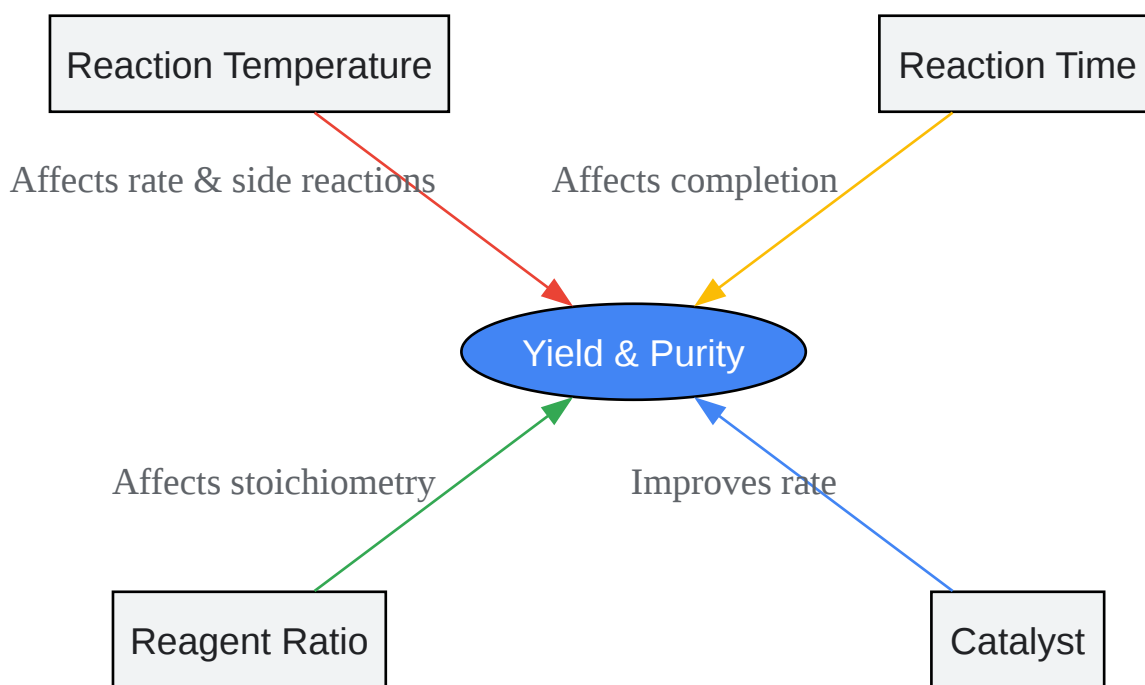 Reaction Temperature
Reaction Time
Affects rate & side reactions
Affects completion
Yield & Purity
Affects stoichiometry
Improves rate
Reagent Ratio
Catalyst